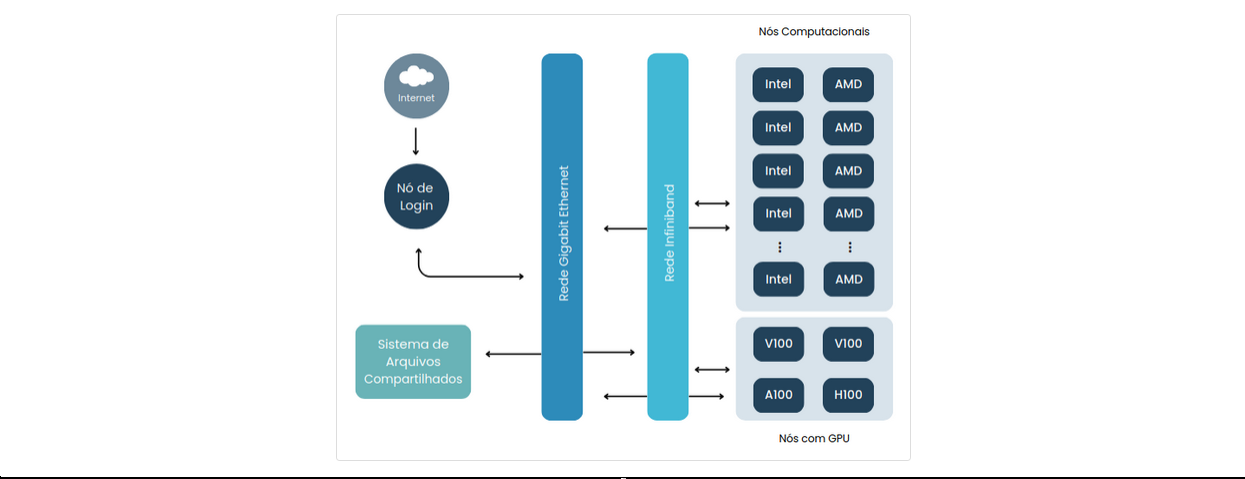 Nós Computacionais
Internet
Nó de
Login
Rede Gigabit Ethernet
Rede Infiniband
Intel
AMD
Intel
AMD
Intel
AMD
Intel
AMD
Intel
AMD
Sistema de
Arquivos
Compartilhados
V100
V100
A100
H100
Nós com GPU